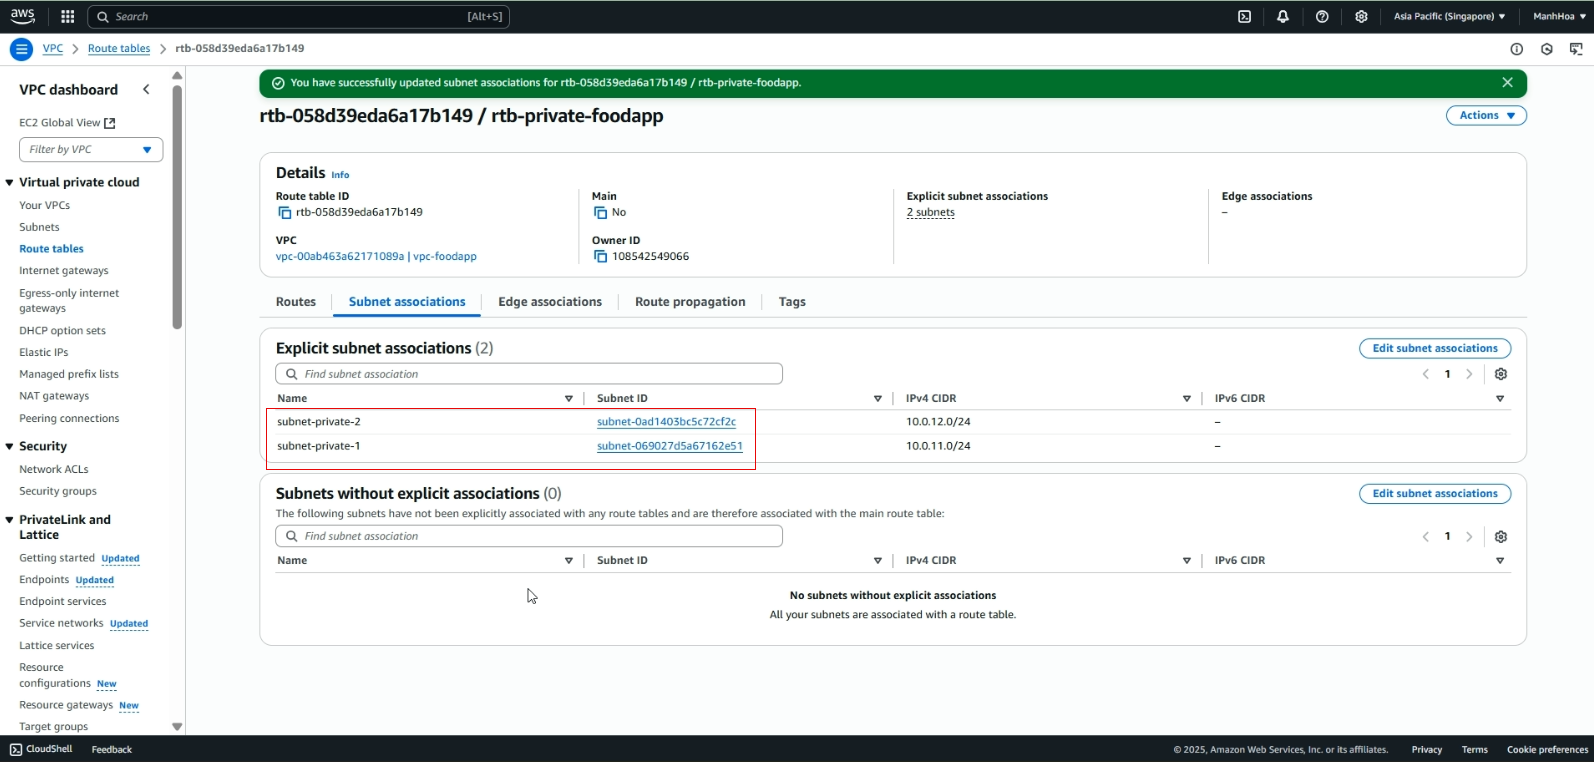 aws
Search [Alt+S]
Asia Pacific (Singapore) ▼
ManhHoa ▼
VPC > Route tables > rtb-058d39eda6a17b149
VPC dashboard
EC2 Global View
Filter by VPC
Virtual private cloud
Your VPCs
Subnets
Route tables
Internet gateways
Egress-only internet
gateways
DHCP option sets
Elastic IPs
Managed prefix lists
NAT gateways
Peering connections
Security
Network ACLs
Security groups
PrivateLink and
Lattice
Getting started Updated
Endpoints Updated
Endpoint services
Service networks Updated
Lattice services
Resource
configurations New
Resource gateways New
Target groups
You have successfully updated subnet associations for rtb-058d39eda6a17b149 / rtb-private-foodapp.
rtb-058d39eda6a17b149 / rtb-private-foodapp
Actions ▼
Details Info
Route table ID
rtb-058d39eda6a17b149
Main
No
Explicit subnet associations
2 subnets
Edge associations
–
VPC
vpc-00ab463a62171089a | vpc-foodapp
Owner ID
108542549066
Routes
Subnet associations
Edge associations
Route propagation
Tags
Explicit subnet associations (2)
Edit subnet associations
Find subnet association
1
Name Subnet ID IPv4 CIDR IPv6 CIDR
subnet-private-2 subnet-0ad1403bc5c72cf2c 10.0.12.0/24 –
subnet-private-1 subnet-069027d5a67162e51 10.0.11.0/24 –
Subnets without explicit associations (0)
Edit subnet associations
The following subnets have not been explicitly associated with any route tables and are therefore associated with the main route table:
Find subnet association
1
Name Subnet ID IPv4 CIDR IPv6 CIDR
No subnets without explicit associations
All your subnets are associated with a route table.
CloudShell Feedback
© 2025, Amazon Web Services, Inc. or its affiliates. Privacy Terms Cookie preferences